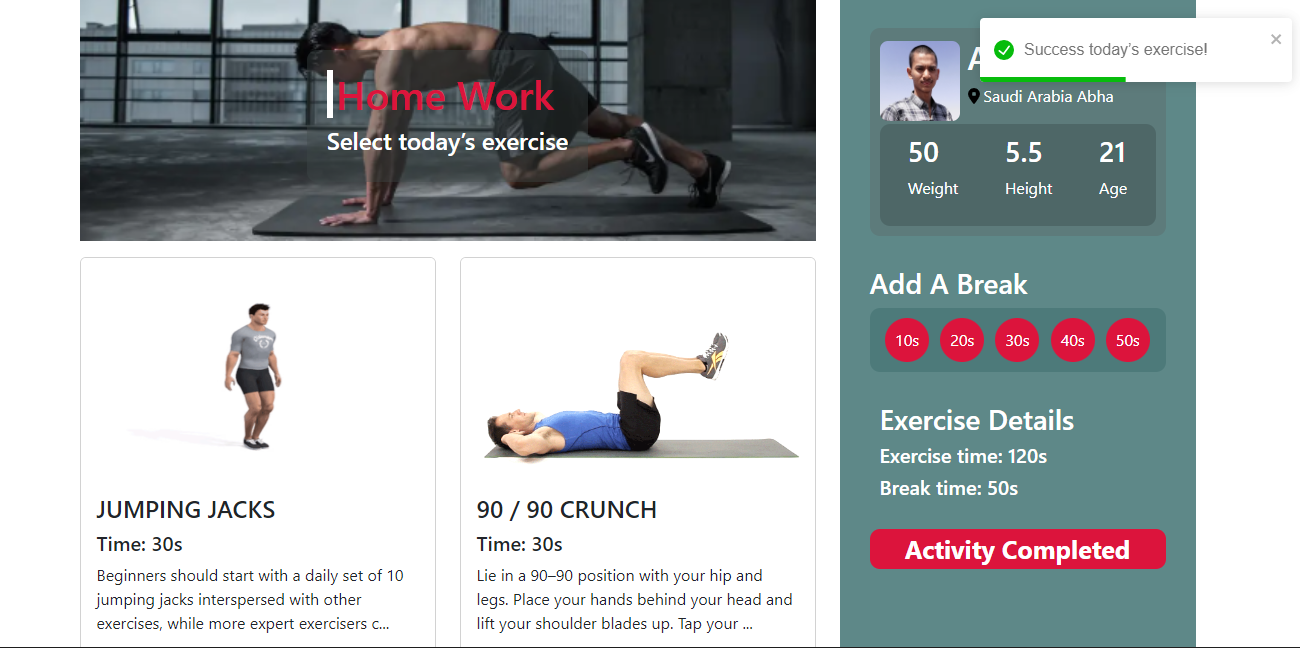 Home Work
Select today’s exercise
JUMPING JACKS
Time: 30s
Beginners should start with a daily set of 10
jumping jacks interspersed with other
exercises, while more expert exercisers c...
90 / 90 CRUNCH
Time: 30s
Lie in a 90–90 position with your hip and
legs. Place your hands behind your head and
lift your shoulder blades up. Tap your ...
Success today’s exercise!
Saudi Arabia Abha
50
5.5
21
Weight
Height
Age
Add A Break
10s
20s
30s
40s
50s
Exercise Details
Exercise time: 120s
Break time: 50s
Activity Completed